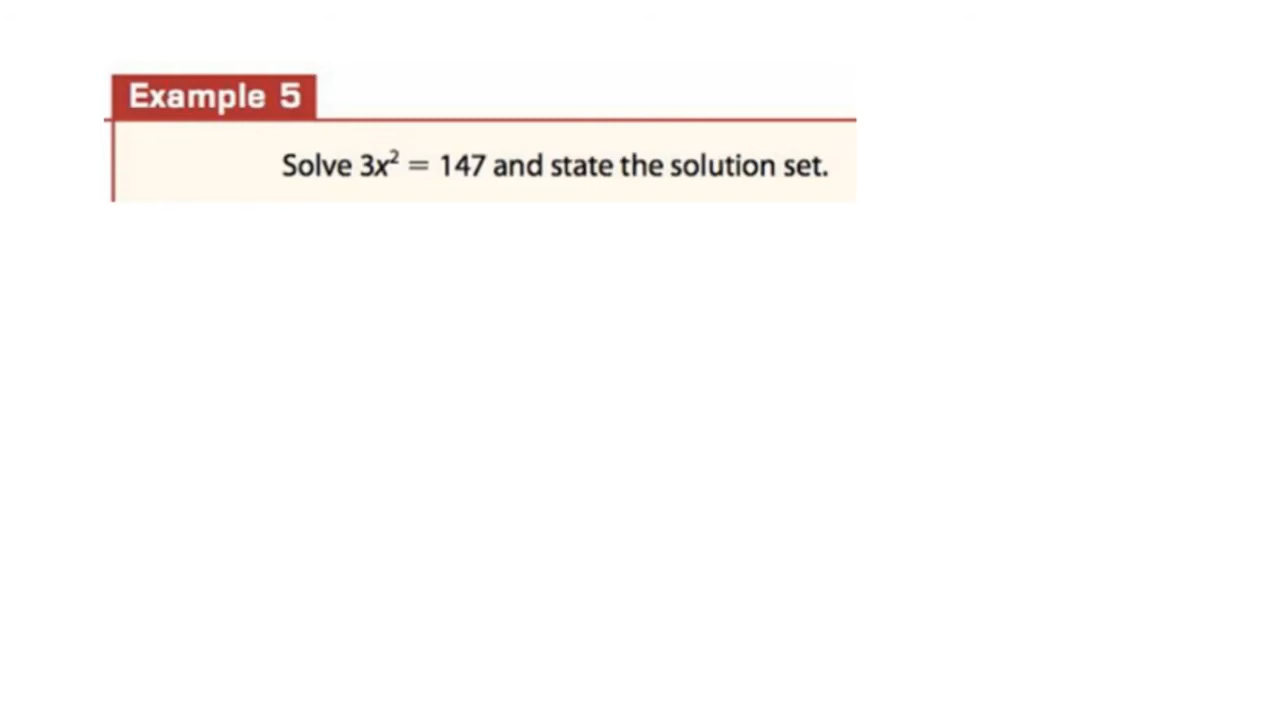 Example 5
Solve 3x² = 147 and state the solution set.